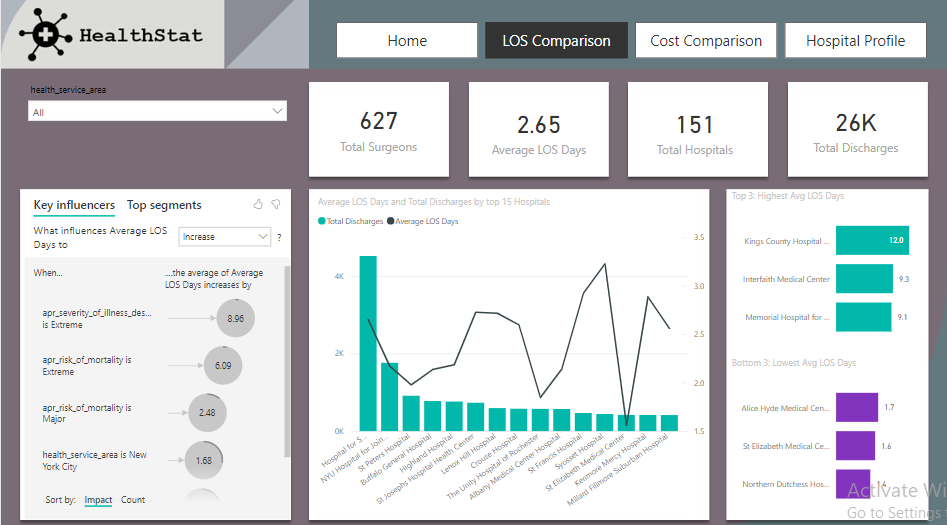 HealthStat
Home
LOS Comparison
Cost Comparison
Hospital Profile
health_service_area
All
627
Total Surgeons
2.65
Average LOS Days
151
Total Hospitals
26K
Total Discharges
Key influencers
Top segments
What influences Average LOS
Days to
Increase
?
When...
....the average of Average
LOS Days increases by
apr_severity_of_illness_des...
is Extreme
8.96
apr_risk_of_mortality is
Extreme
6.09
apr_risk_of_mortality is
Major
2.48
health_service_area is New
York City
1.68
Sort by:
Impact
Count
Average LOS Days and Total Discharges by top 15 Hospitals
Total Discharges
Average LOS Days
4K
2K
0K
3.5
3.0
2.5
2.0
1.5
Hospital for S...
NYU Hospital for Join...
St Peters Hospital
Buffalo General Hospital
Highland Hospital
St Josephs Hospital Health Center
Lenox Hill Hospital
Crouse Hospital
The Unity Hospital of Rochester
Albany Medical Center Hospital
St Francis Hospital
Syosset Hospital
St Elizabeth Medical Center
Kenmore Mercy Hospital
Millard Fillmore Suburban Hospital
Top 3: Highest Avg LOS Days
Kings County Hospital ...
12.0
Interfaith Medical Center
9.3
Memorial Hospital for ...
9.1
Bottom 3: Lowest Avg LOS Days
Alice Hyde Medical Cen...
1.7
St Elizabeth Medical Ce...
1.6
Northern Dutchess Hos...
1.4
Activate Wi
Go to Settings